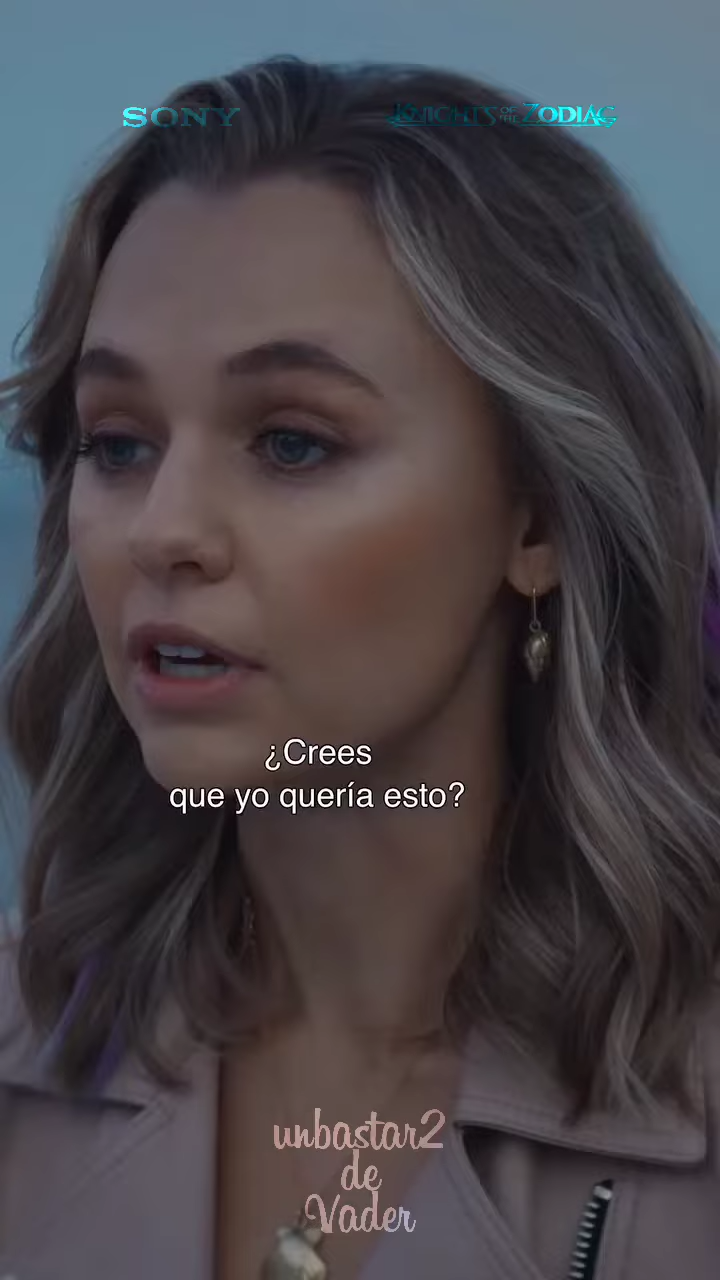 SONY
KNIGHTS OF THE ZODIAC
¿Crees
que yo quería esto?
unbastar2
de
Vader